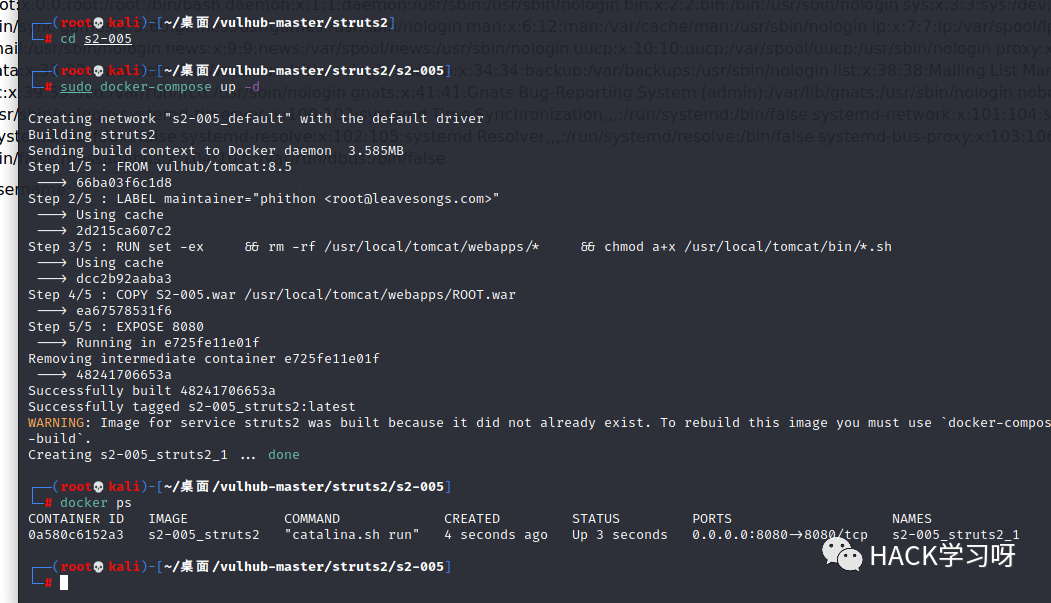 ┌──(root💀kali)-[~/桌面/vulhub-master/struts2]
└─# cd s2-005
┌──(root💀kali)-[~/桌面/vulhub-master/struts2/s2-005]
└─# sudo docker-compose up -d
Creating network "s2-005_default" with the default driver
Building struts2
Sending build context to Docker daemon  3.585MB
Step 1/5 : FROM vulhub/tomcat:8.5
 ---> 66ba03f6c1d8
Step 2/5 : LABEL maintainer="phithon <root@leavesongs.com>"
 ---> Using cache
 ---> 2d215ca607c2
Step 3/5 : RUN set -ex     && rm -rf /usr/local/tomcat/webapps/*     && chmod a+x /usr/local/tomcat/bin/*.sh
 ---> Using cache
 ---> dcc2b92aaba3
Step 4/5 : COPY S2-005.war /usr/local/tomcat/webapps/ROOT.war
 ---> ea67578531f6
Step 5/5 : EXPOSE 8080
 ---> Running in e725fe11e01f
Removing intermediate container e725fe11e01f
 ---> 48241706653a
Successfully built 48241706653a
Successfully tagged s2-005_struts2:latest
WARNING: Image for service struts2 was built because it did not already exist. To rebuild this image you must use `docker-compos
-build`.
Creating s2-005_struts2_1 ... done
┌──(root💀kali)-[~/桌面/vulhub-master/struts2/s2-005]
└─# docker ps
CONTAINER ID   IMAGE            COMMAND             CREATED         STATUS         PORTS                    NAMES
0a580c6152a3   s2-005_struts2   "catalina.sh run"   4 seconds ago   Up 3 seconds   0.0.0.0:8080->8080/tcp   s2-005_struts2_1
┌──(root💀kali)-[~/桌面/vulhub-master/struts2/s2-005]
└─#
HACK学习呀